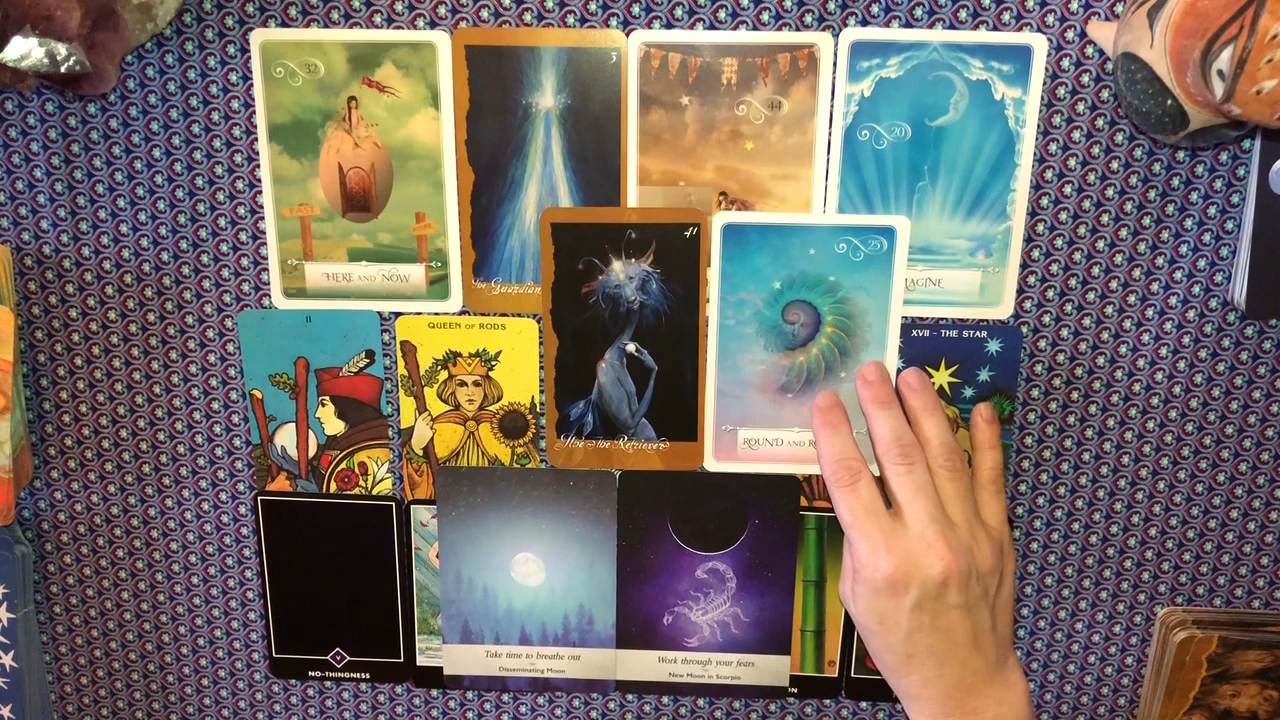 32
3
44
20
PAST
HERE AND NOW
The Guardian
41
25
AGINE
II
QUEEN OF RODS
XVII - THE STAR
the Retriever
ROUND AND
Take time to breathe out
Disseminating Moon
Work through your fears
New Moon in Scorpio
V
NO-THINGNESS
ON